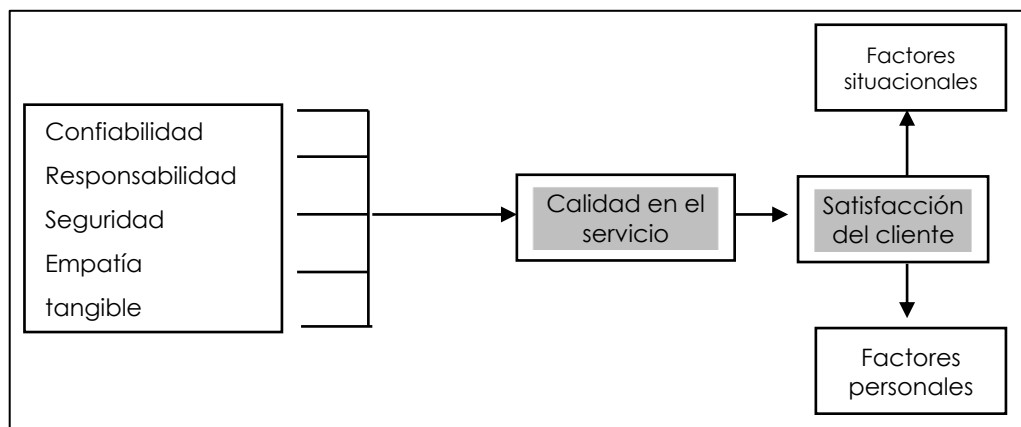 Confiabilidad
Responsabilidad
Seguridad
Empatía
tangible
Calidad en el
servicio
Satisfacción
del cliente
Factores
situacionales
Factores
personales